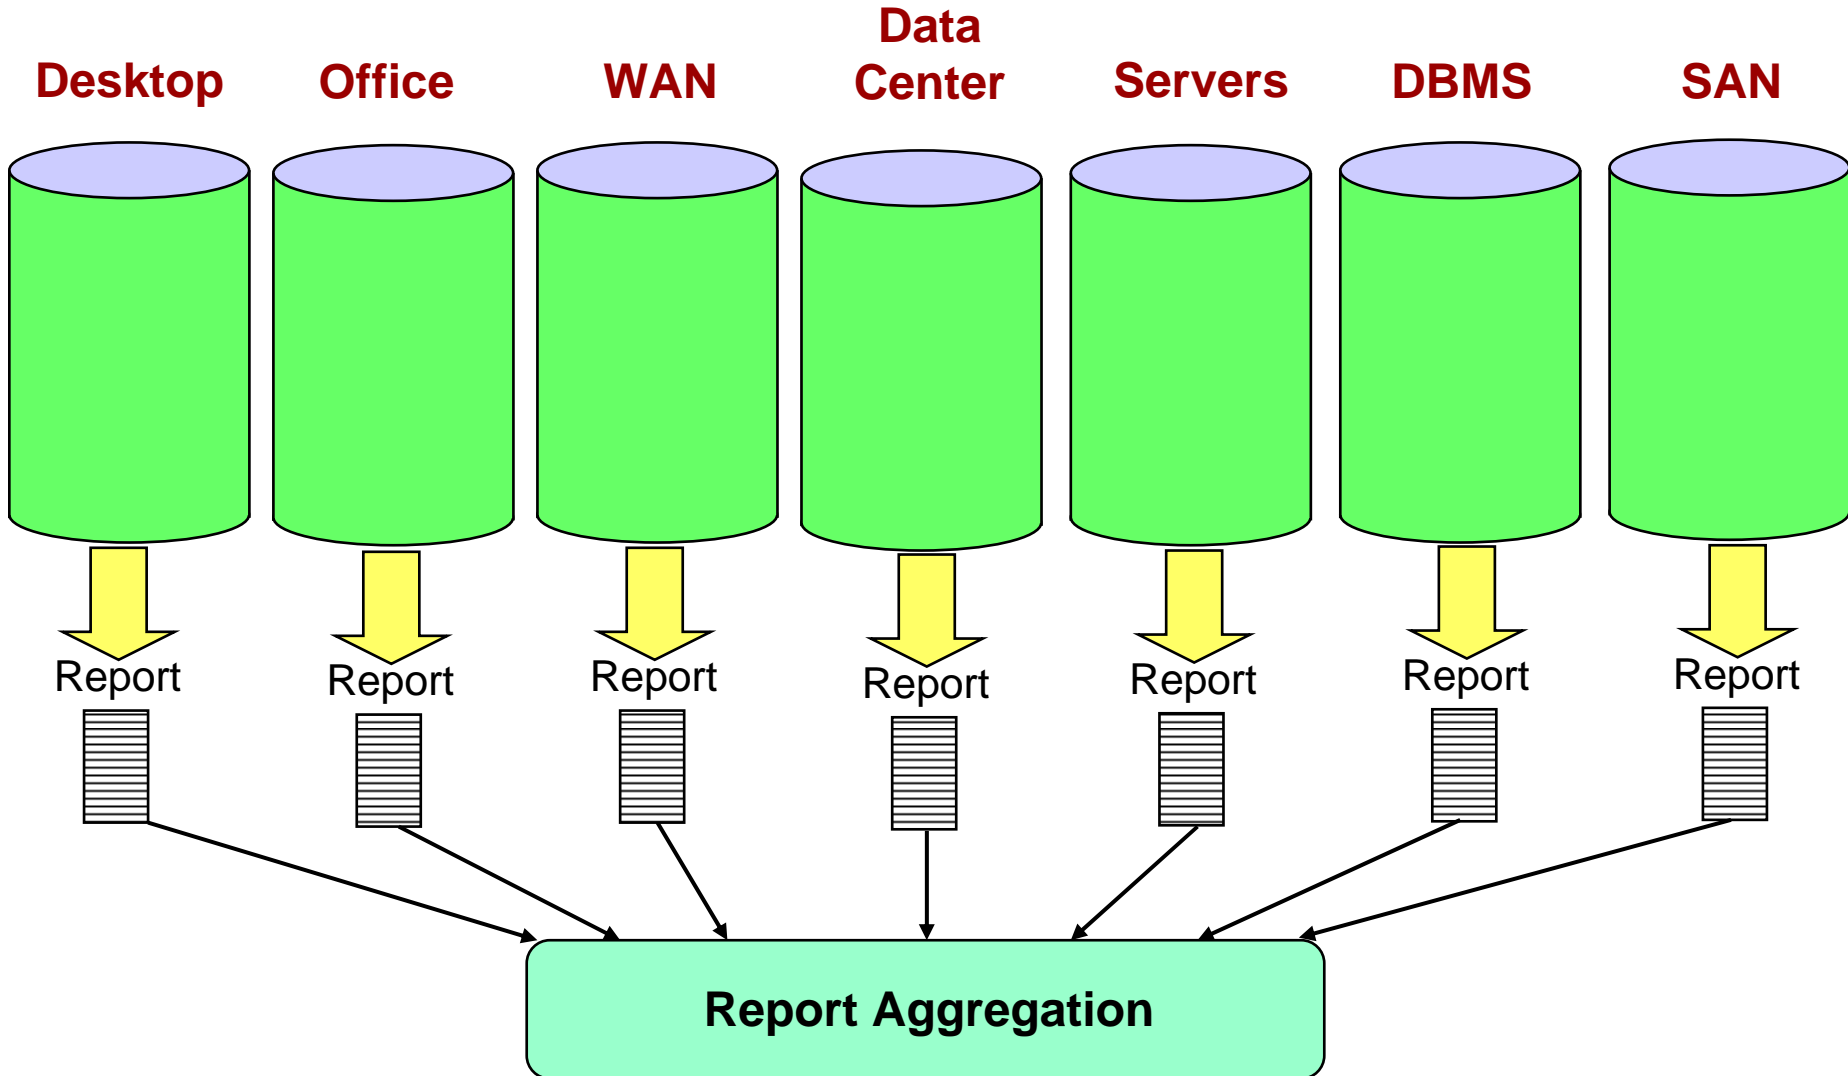 Desktop
Office
WAN
Data
Center
Servers
DBMS
SAN
Report
Report
Report
Report
Report
Report
Report
Report Aggregation